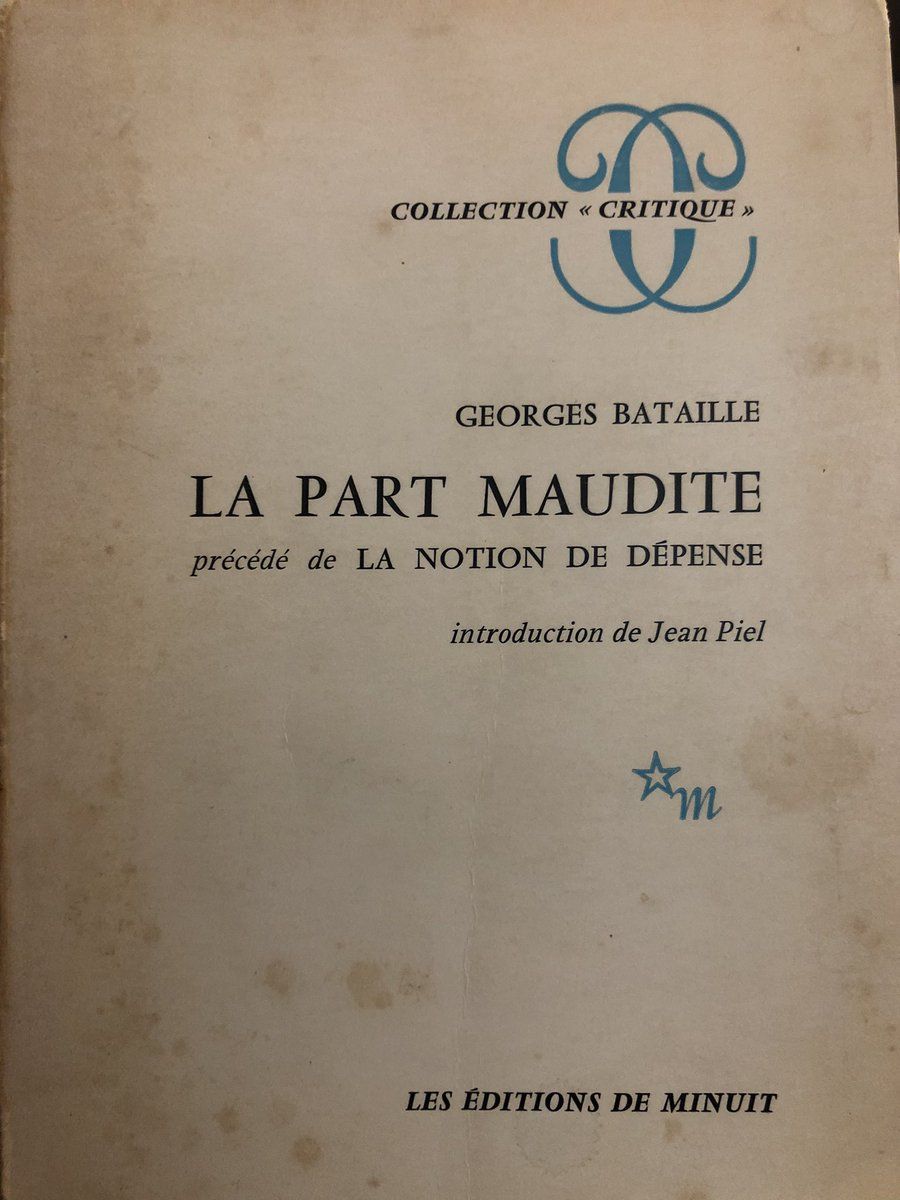 COLLECTION « CRITIQUE »
GEORGES BATAILLE
LA PART MAUDITE
précédé de LA NOTION DE DÉPENSE
introduction de Jean Piel
m
LES ÉDITIONS DE MINUIT